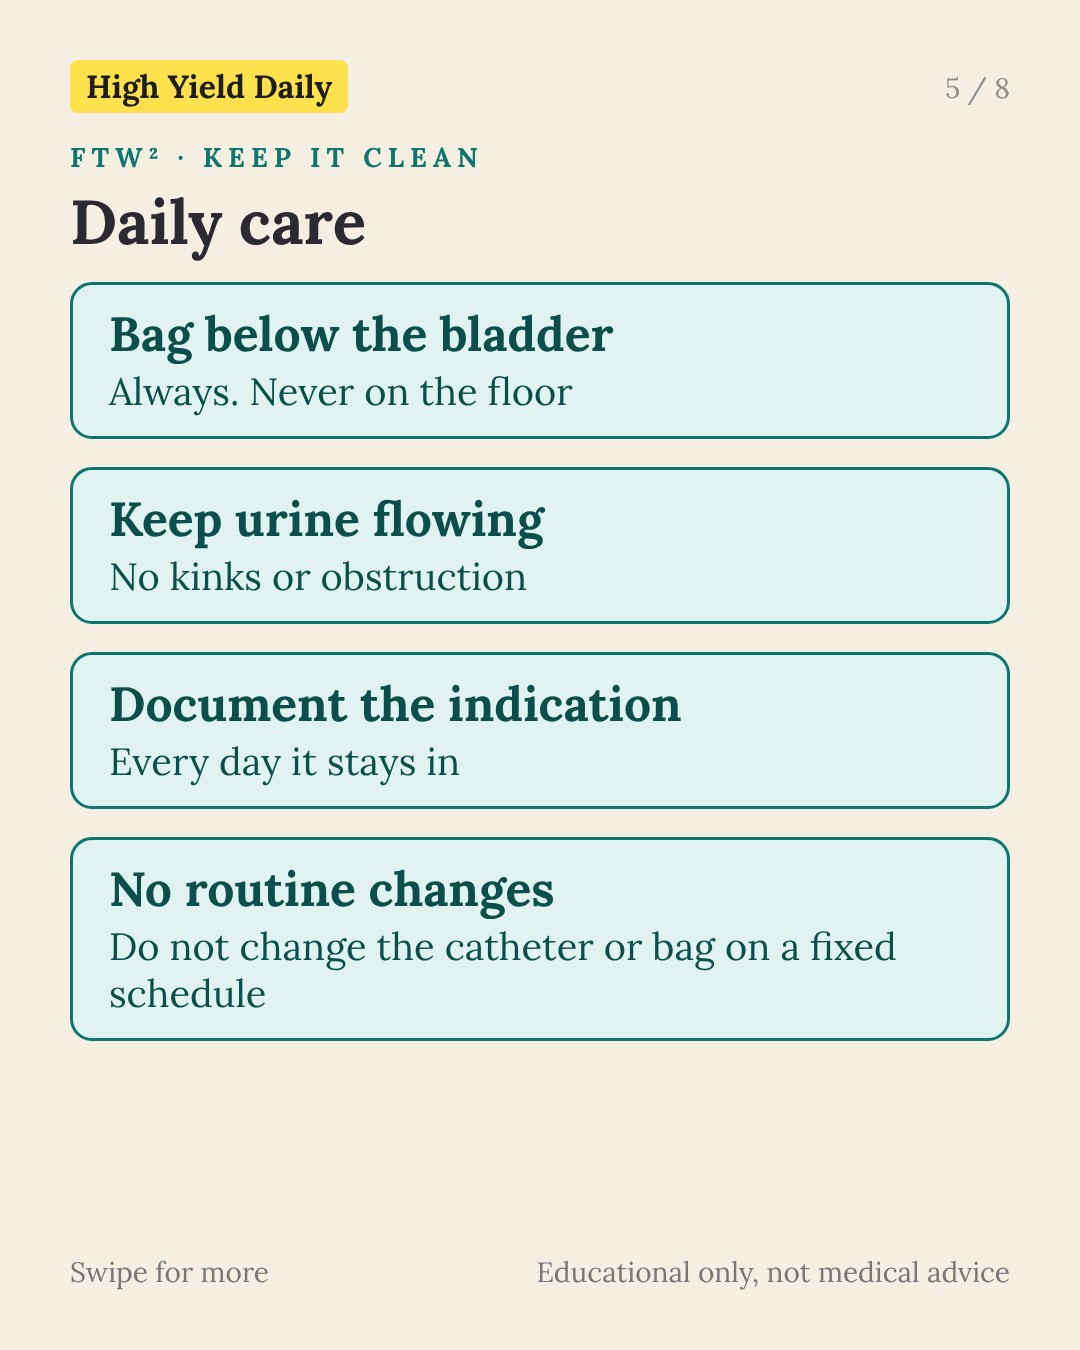 High Yield Daily
5 / 8
FTW² · KEEP IT CLEAN
Daily care
Bag below the bladder
Always. Never on the floor
Keep urine flowing
No kinks or obstruction
Document the indication
Every day it stays in
No routine changes
Do not change the catheter or bag on a fixed
schedule
Swipe for more
Educational only, not medical advice